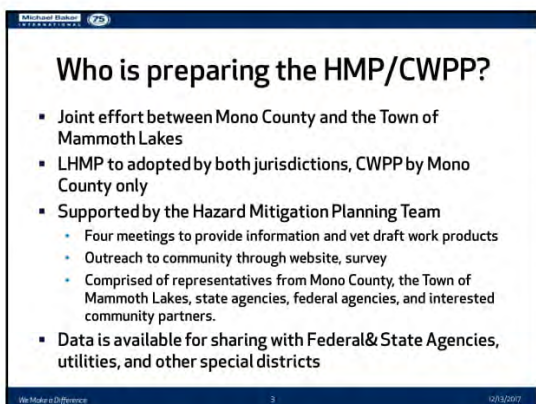 Michael Baker
INTERNATIONAL
75
Who is preparing the HMP/CWPP?
▪ Joint effort between Mono County and the Town of
Mammoth Lakes
▪ LHMP to adopted by both jurisdictions, CWPP by Mono
County only
▪ Supported by the Hazard Mitigation Planning Team
• Four meetings to provide information and vet draft work products
• Outreach to community through website, survey
• Comprised of representatives from Mono County, the Town of
Mammoth Lakes, state agencies, federal agencies, and interested
community partners.
▪ Data is available for sharing with Federal& State Agencies,
utilities, and other special districts
We Make a Difference 3 12/13/2017